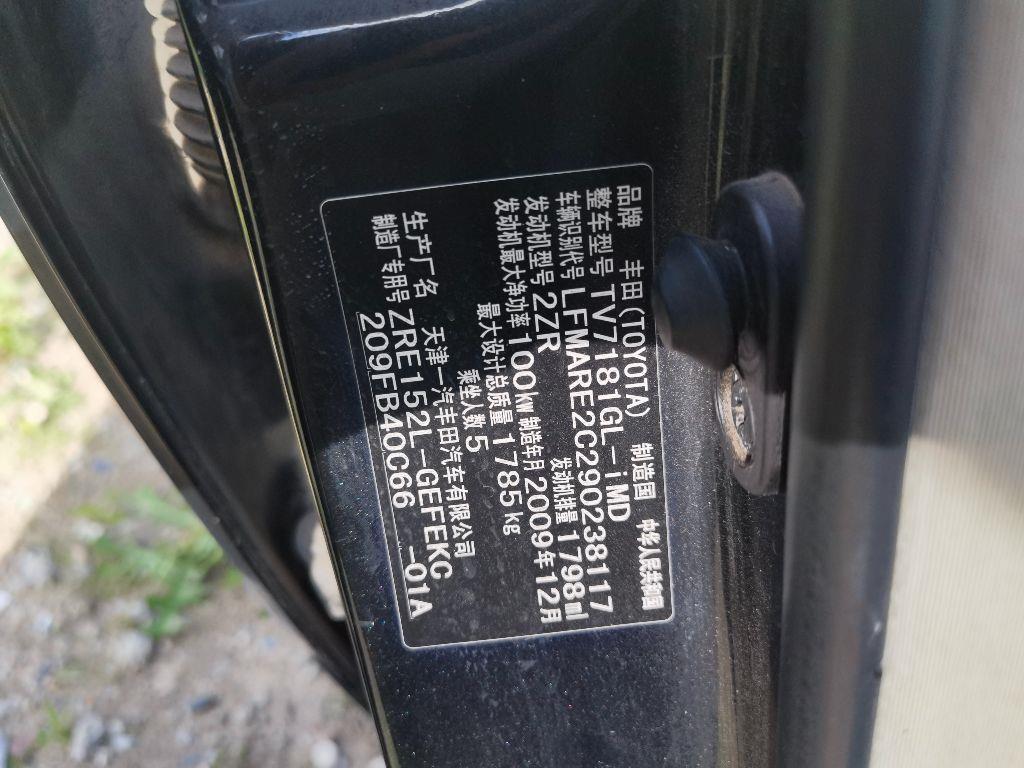 品牌 丰田(TOYOTA) 制造国 中华人民共和国
整车型号 TV7181GL-iMD
车辆识别代号 LFMARE2C290238117
发动机型号 2ZR 发动机排量 1798ml
发动机最大净功率 100kw 制造年月 2009年12月
最大设计总质量 1785kg
乘坐人数 5
生产厂名 天津一汽丰田汽车有限公司
制造厂专用号 ZRE152L-GEFEKC
209FB40C66 -01A